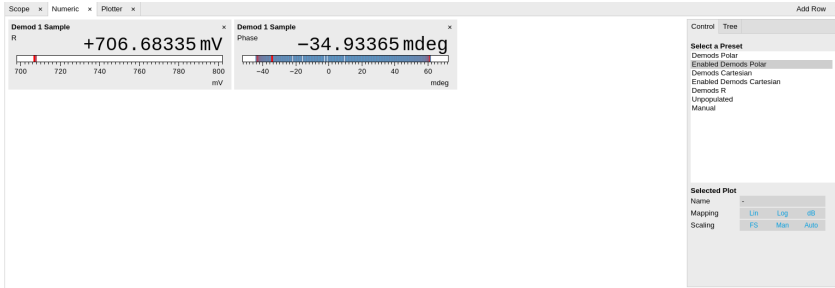 Scope × Numeric × Plotter × Add Row
Demod 1 Sample ×
R
+706.68335 mV
700 720 740 760 780 800
mV
Demod 1 Sample ×
Phase
−34.93365 mdeg
−40 −20 0 20 40 60
mdeg
Control Tree
Select a Preset
Demods Polar
Enabled Demods Polar
Demods Cartesian
Enabled Demods Cartesian
Demods R
Unpopulated
Manual
Selected Plot
Name -
Mapping Lin Log dB
Scaling FS Man Auto